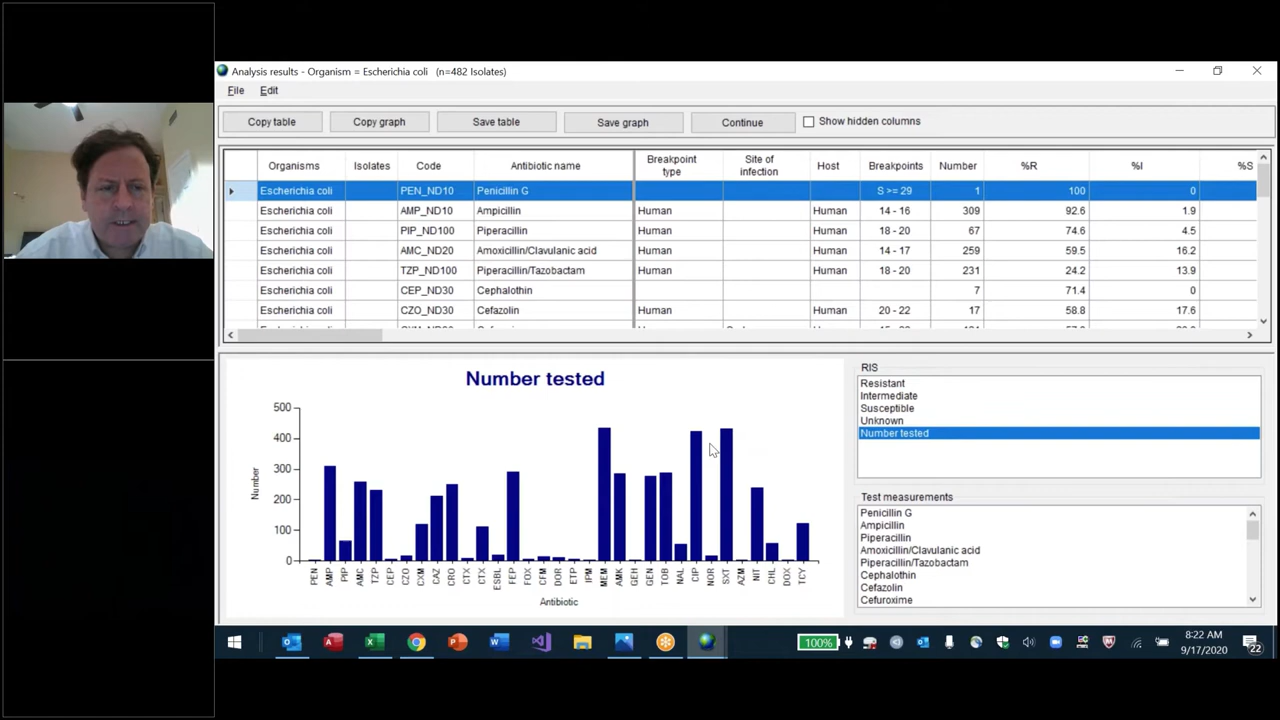 Analysis results - Organism = Escherichia coli (n=482 Isolates)
File Edit
Copy table Copy graph Save table Save graph Continue Show hidden columns
Organisms Isolates Code Antibiotic name Breakpoint type Site of infection Host Breakpoints Number %R %I %S
Escherichia coli PEN_ND10 Penicillin G S >= 29 1 100 0
Escherichia coli AMP_ND10 Ampicillin Human Human 14 - 16 309 92.6 1.9
Escherichia coli PIP_ND100 Piperacillin Human Human 18 - 20 67 74.6 4.5
Escherichia coli AMC_ND20 Amoxicillin/Clavulanic acid Human Human 14 - 17 259 59.5 16.2
Escherichia coli TZP_ND100 Piperacillin/Tazobactam Human Human 18 - 20 231 24.2 13.9
Escherichia coli CEP_ND30 Cephalothin 7 71.4 0
Escherichia coli CZO_ND30 Cefazolin Human Human 20 - 22 17 58.8 17.6
Number tested
500
400
300
200
100
0
Number
PEN AMP PIP AMC TZP CEP CZO CXM CAZ CRO CTX CTX ESBL FEP FOX CFM DOR ETP IPM MEM AMK GEH GEN TOB NAL CIP NOR SXT AZM NIT CHL DOX TCY
Antibiotic
RIS
Resistant
Intermediate
Susceptible
Unknown
Number tested
Test measurements
Penicillin G
Ampicillin
Piperacillin
Amoxicillin/Clavulanic acid
Piperacillin/Tazobactam
Cephalothin
Cefazolin
Cefuroxime
100%
8:22 AM
9/17/2020
22